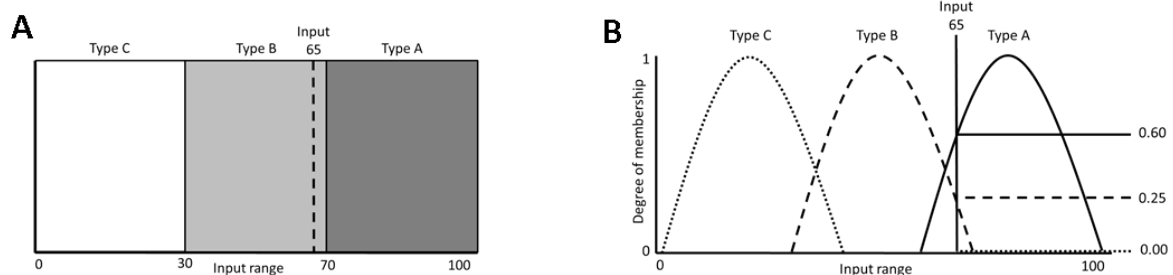 A
Input
65
Type C
Type B
Type A
0
30
Input range
70
100
B
Input
65
Type C
Type B
Type A
Degree of membership
1
0
0.60
0.25
0.00
0
Input range
100